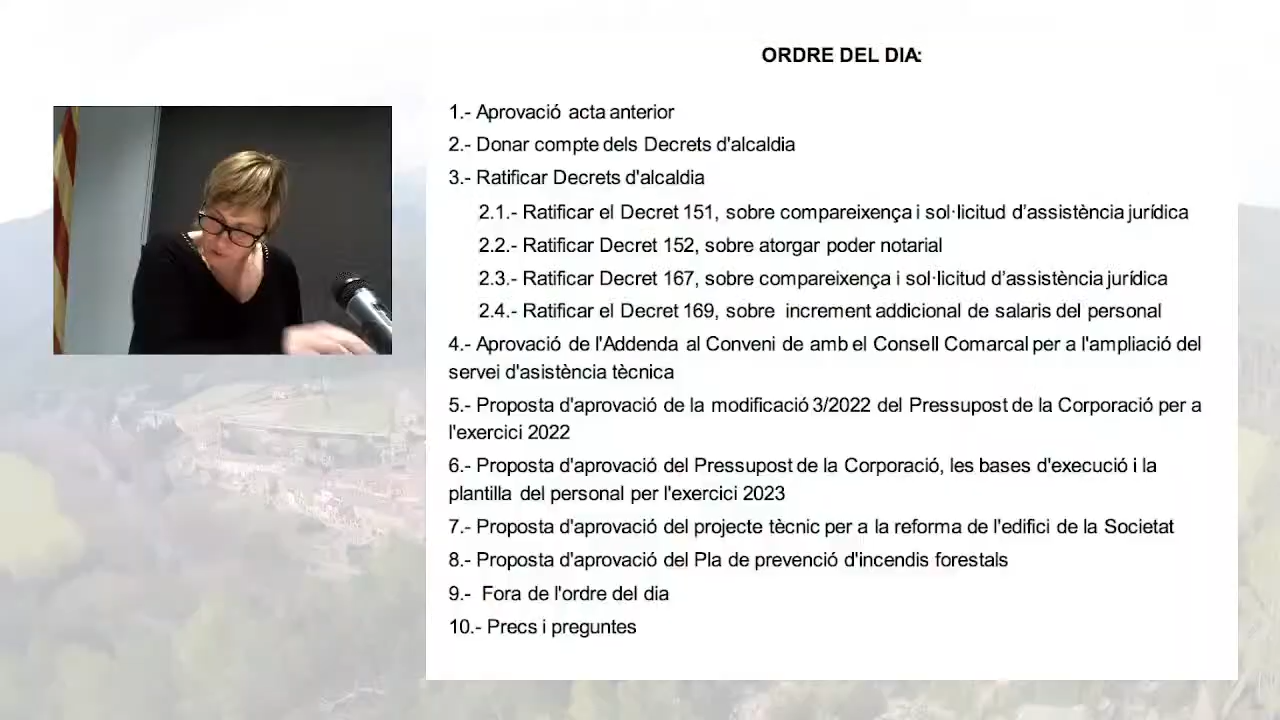 ORDRE DEL DIA:
1.- Aprovació acta anterior
2.- Donar compte dels Decrets d'alcaldia
3.- Ratificar Decrets d'alcaldia
2.1.- Ratificar el Decret 151, sobre compareixença i sol·licitud d’assistència jurídica
2.2.- Ratificar Decret 152, sobre atorgar poder notarial
2.3.- Ratificar Decret 167, sobre compareixença i sol·licitud d’assistència jurídica
2.4.- Ratificar el Decret 169, sobre increment addicional de salaris del personal
4.- Aprovació de l'Addenda al Conveni de amb el Consell Comarcal per a l'ampliació del
servei d'asistència tècnica
5.- Proposta d'aprovació de la modificació 3/2022 del Pressupost de la Corporació per a
l'exercici 2022
6.- Proposta d'aprovació del Pressupost de la Corporació, les bases d'execució i la
plantilla del personal per l'exercici 2023
7.- Proposta d'aprovació del projecte tècnic per a la reforma de l'edifici de la Societat
8.- Proposta d'aprovació del Pla de prevenció d'incendis forestals
9.- Fora de l'ordre del dia
10.- Precs i preguntes